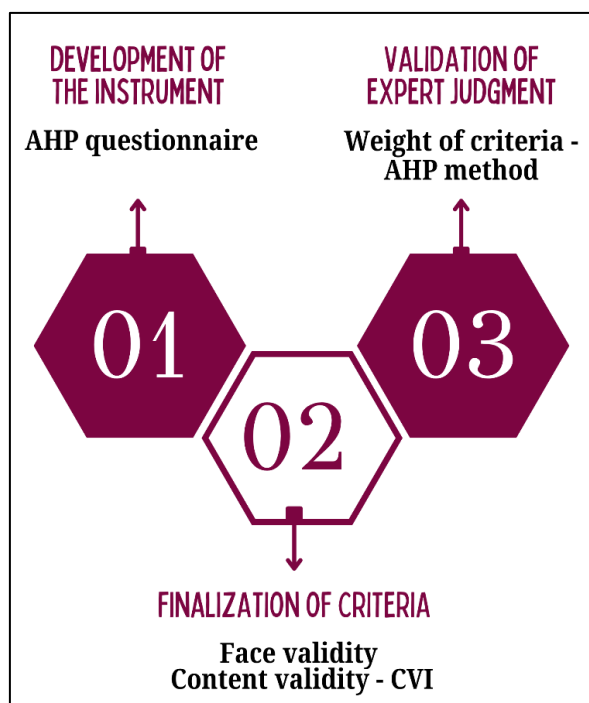 DEVELOPMENT OF
THE INSTRUMENT
AHP questionnaire
VALIDATION OF
EXPERT JUDGMENT
Weight of criteria -
AHP method
01
02
03
FINALIZATION OF CRITERIA
Face validity
Content validity - CVI